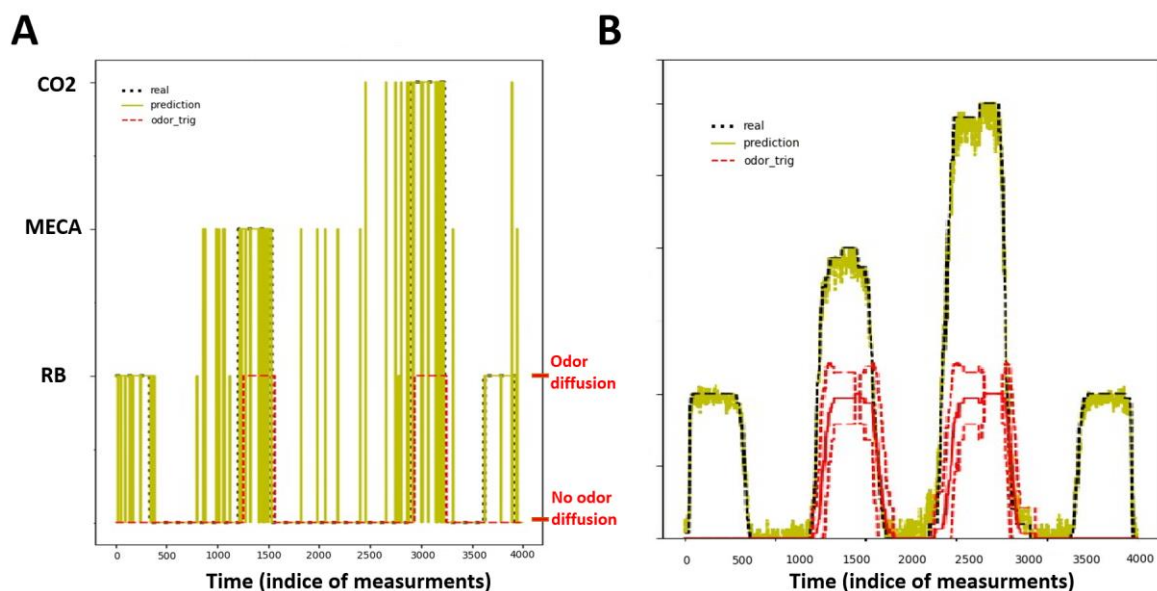 A
CO2
MECA
RB
real
prediction
odor_trig
Odor
diffusion
No odor
diffusion
0 500 1000 1500 2000 2500 3000 3500 4000
Time (indice of measurments)
B
real
prediction
odor_trig
0 500 1000 1500 2000 2500 3000 3500 4000
Time (indice of measurments)